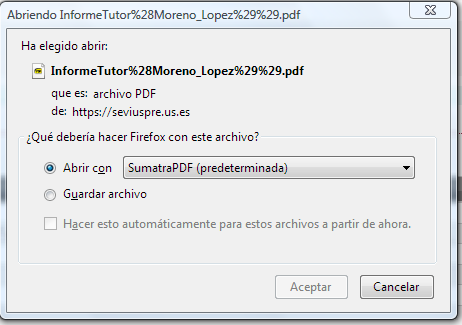 Abriendo InformeTutor%28Moreno_Lopez%29%29.pdf
Ha elegido abrir:
InformeTutor%28Moreno_Lopez%29%29.pdf
que es: archivo PDF
de: https://seviuspre.us.es
¿Qué debería hacer Firefox con este archivo?
Abrir con SumatraPDF (predeterminada)
Guardar archivo
Hacer esto automáticamente para estos archivos a partir de ahora.
Aceptar Cancelar